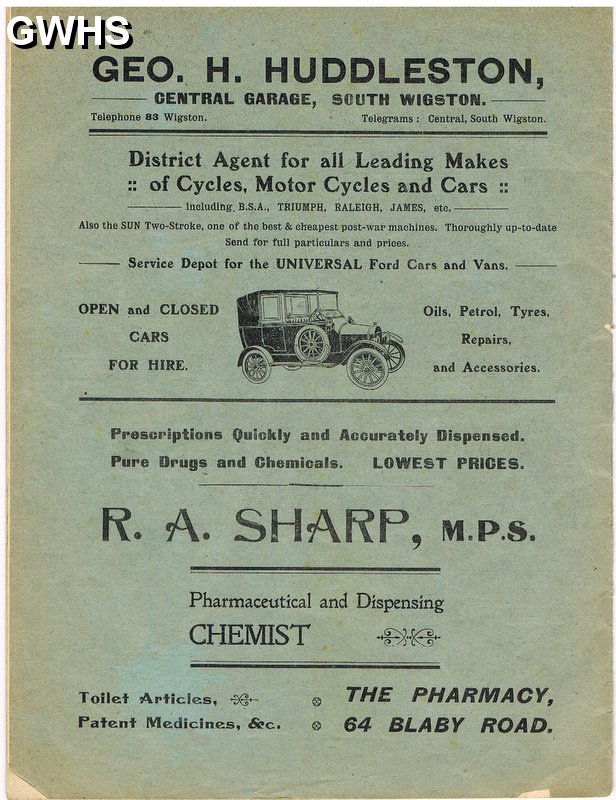 GWHS
GEO. H. HUDDLESTON,
CENTRAL GARAGE, SOUTH WIGSTON.
Telephone 83 Wigston. Telegrams : Central, South Wigston.
District Agent for all Leading Makes
:: of Cycles, Motor Cycles and Cars ::
including, B.S.A., TRIUMPH, RALEIGH, JAMES, etc.
Also the SUN Two-Stroke, one of the best & cheapest post-war machines. Thoroughly up-to-date
Send for full particulars and prices.
Service Depot for the UNIVERSAL Ford Cars and Vans.
OPEN and CLOSED
CARS
FOR HIRE.
Oils, Petrol, Tyres,
Repairs,
and Accessories.
Prescriptions Quickly and Accurately Dispensed.
Pure Drugs and Chemicals. LOWEST PRICES.
R. A. SHARP, M.P.S.
Pharmaceutical and Dispensing
CHEMIST
Toilet Articles,
Patent Medicines, &c.
THE PHARMACY,
64 BLABY ROAD.